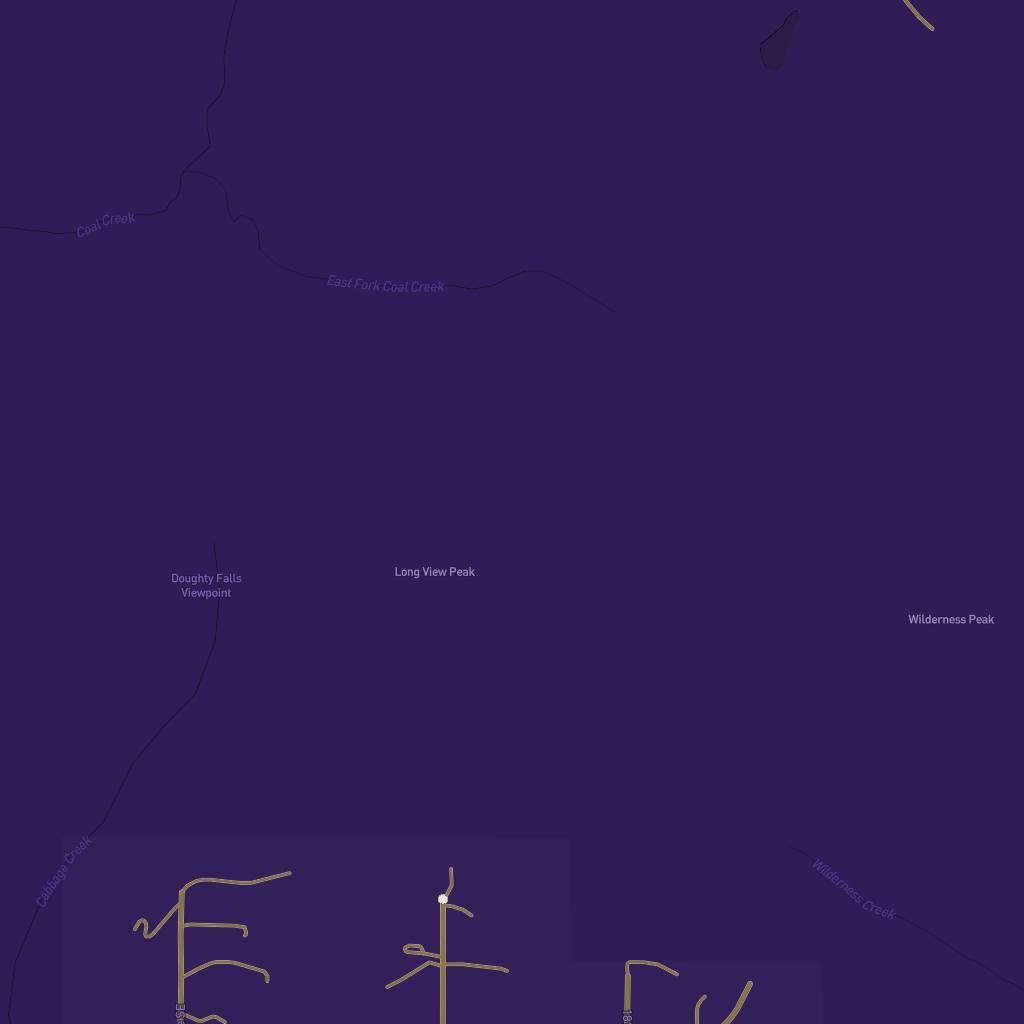 Coal Creek
East Fork Coal Creek
Doughty Falls
Viewpoint
Long View Peak
Wilderness Peak
Cabbage Creek
Wilderness Creek